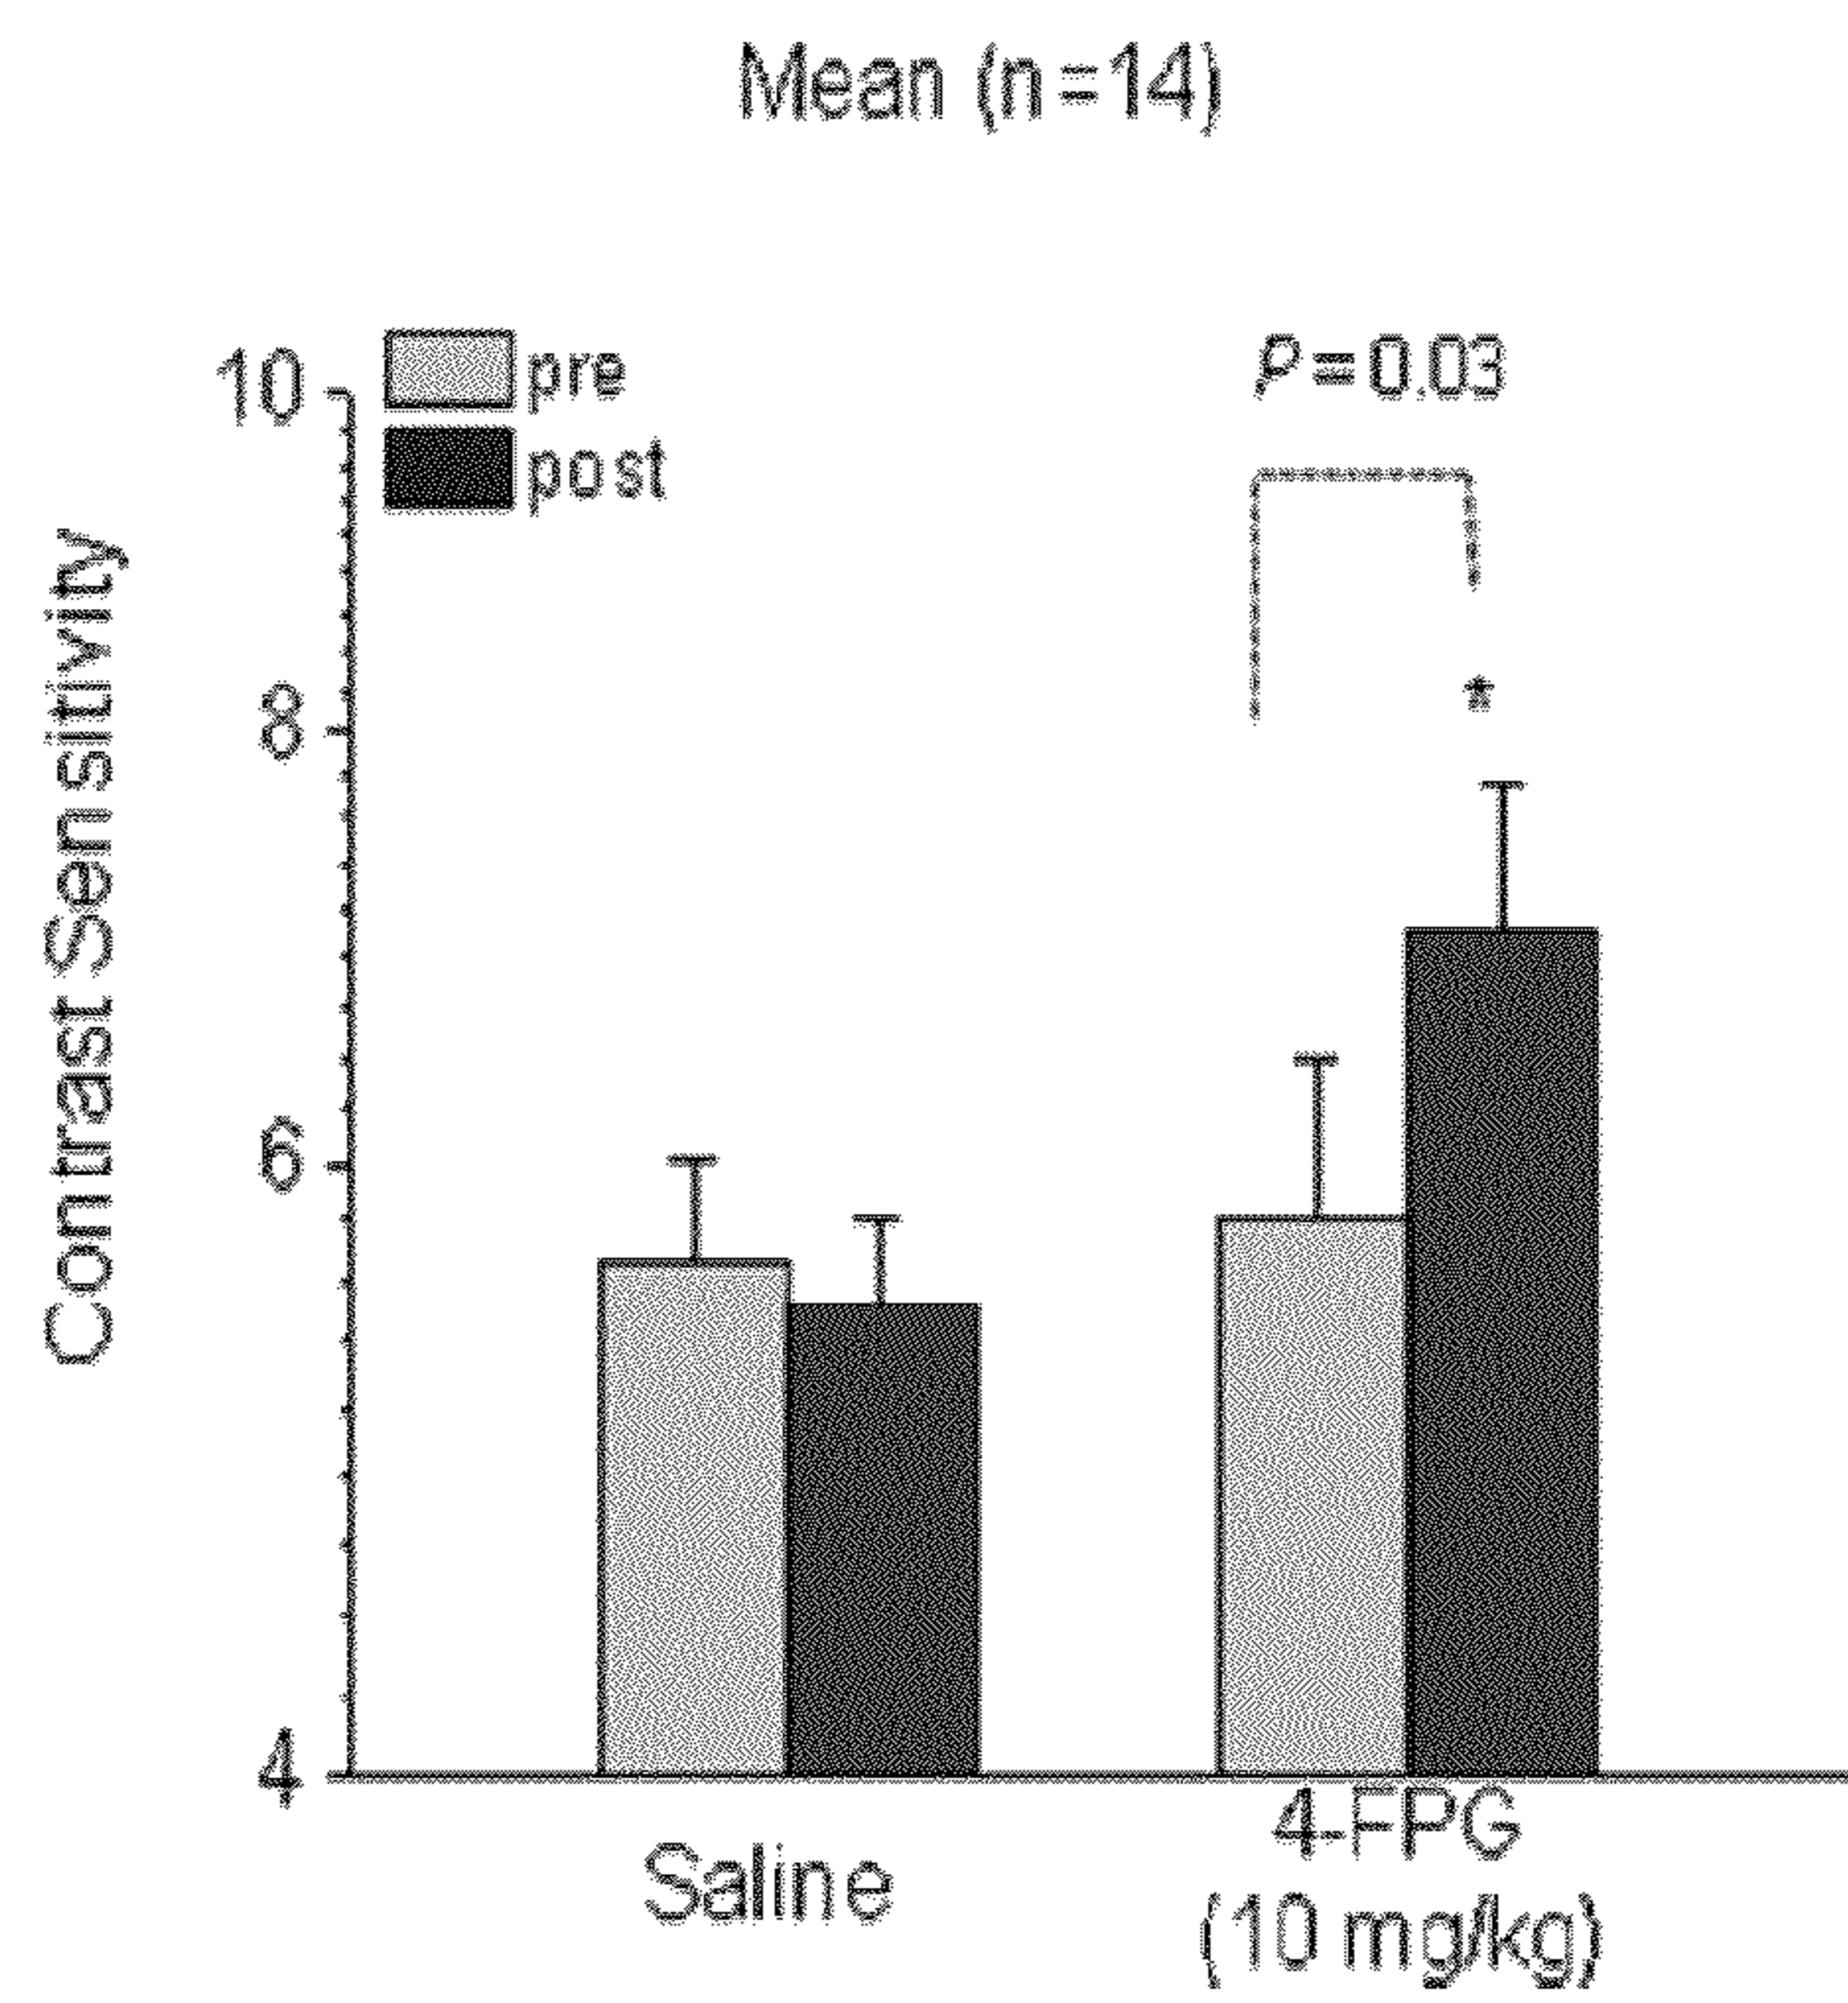 Mean (n=14)
pre
post
P=0.03
*
10
8
6
4
Contrast Sensitivity
Saline
4-FPG
(10 mg/kg)